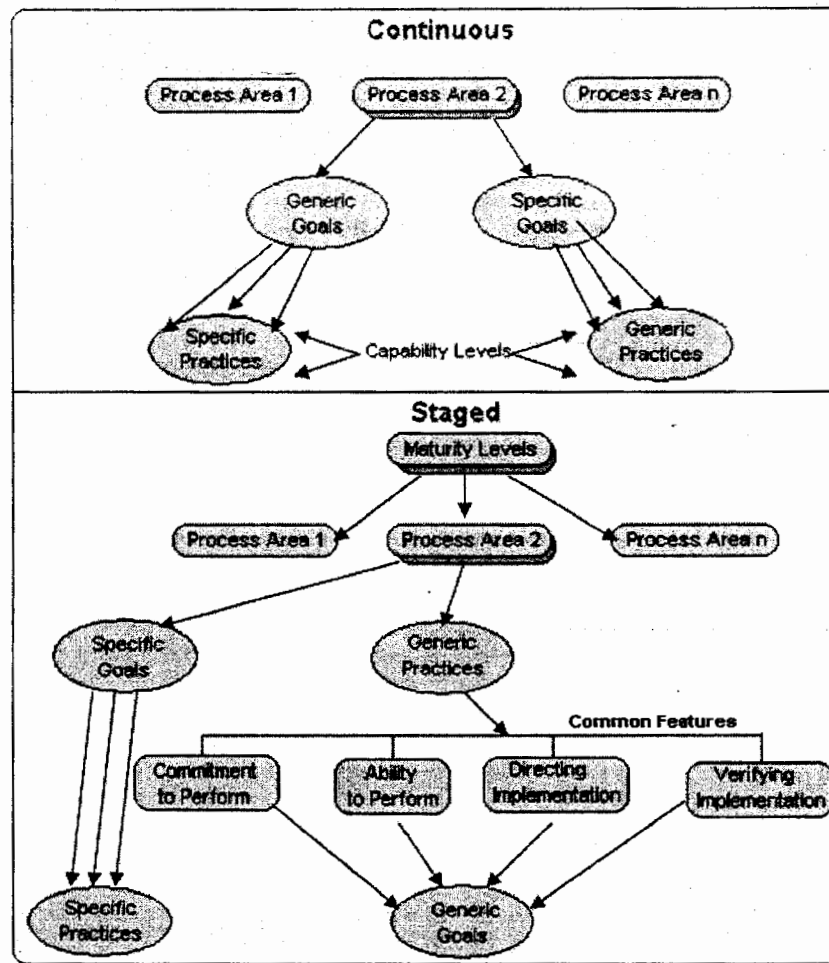 Continuous
Process Area 1 Process Area 2 Process Area n
Generic
Goals
Specific
Goals
Specific
Practices
Capability Levels
Generic
Practices
Staged
Maturity Levels
Process Area 1 Process Area 2 Process Area n
Specific
Goals
Generic
Practices
Common Features
Commitment
to Perform
Ability
to Perform
Directing
Implementation
Verifying
Implementation
Specific
Practices
Generic
Goals